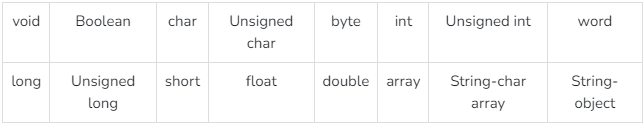 void Boolean char Unsigned char byte int Unsigned int word
long Unsigned long short float double array String-char array String-object